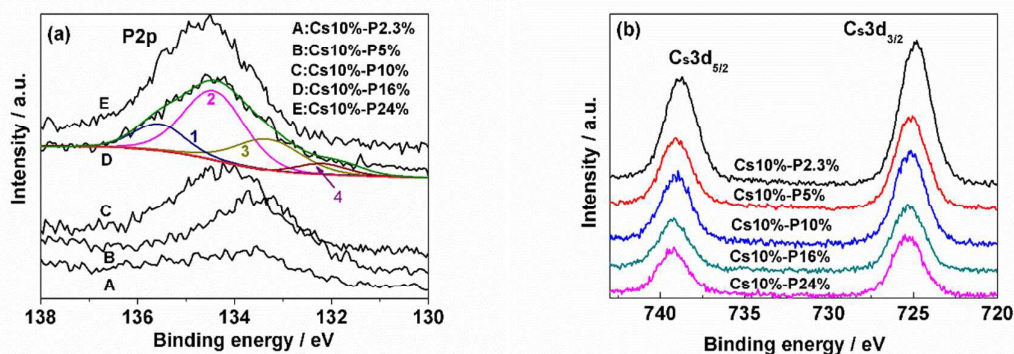 (a)
P2p
A:Cs10%-P2.3%
B:Cs10%-P5%
C:Cs10%-P10%
D:Cs10%-P16%
E:Cs10%-P24%
E
D
C
B
A
1
2
3
4
Intensity / a.u.
138 136 134 132 130
Binding energy / eV
(b)
Cs3d5/2
Cs3d3/2
Cs10%-P2.3%
Cs10%-P5%
Cs10%-P10%
Cs10%-P16%
Cs10%-P24%
Intensity / a.u.
740 735 730 725 720
Binding energy / eV